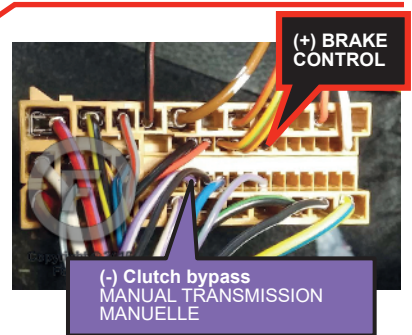 (+) BRAKE
CONTROL
(-) Clutch bypass
MANUAL TRANSMISSION
MANUELLE